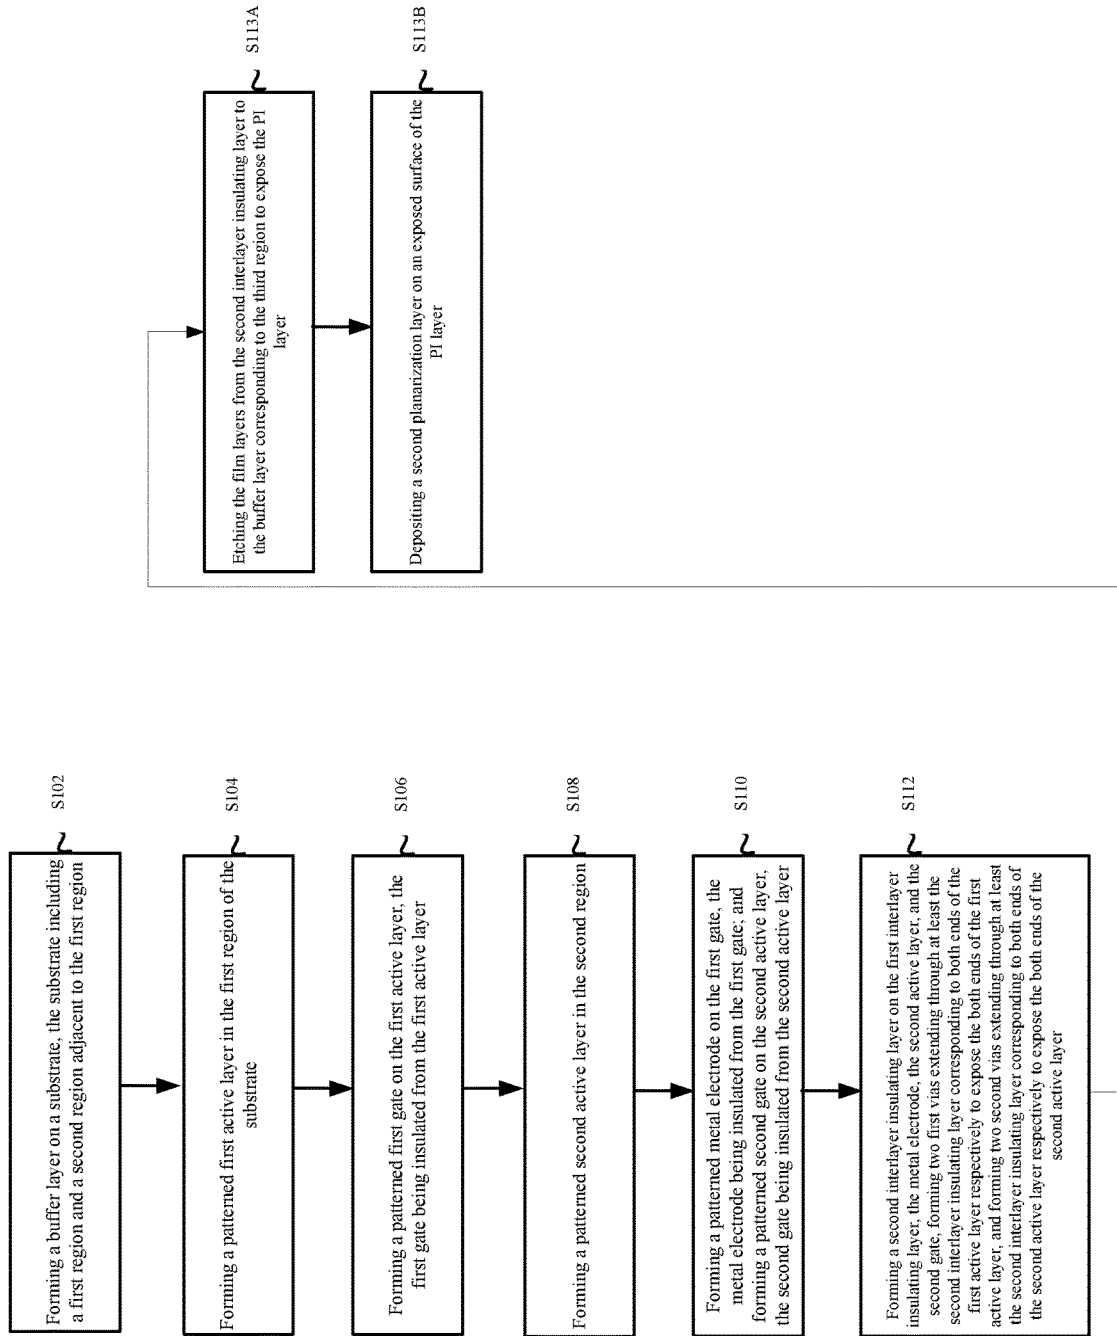 Forming a buffer layer on a substrate, the substrate including
a first region and a second region adjacent to the first region
S102
Forming a patterned first active layer in the first region of the
substrate
S104
Forming a patterned first gate on the first active layer, the
first gate being insulated from the first active layer
S106
Forming a patterned second active layer in the second region
S108
Forming a patterned metal electrode on the first gate, the
metal electrode being insulated from the first gate; and
forming a patterned second gate on the second active layer,
the second gate being insulated from the second active layer
S110
Forming a second interlayer insulating layer on the first interlayer
insulating layer, the metal electrode, the second active layer, and the
second gate, forming two first vias extending through at least the
second interlayer insulating layer corresponding to both ends of the
first active layer respectively to expose the both ends of the first
active layer, and forming two second vias extending through at least
the second interlayer insulating layer corresponding to both ends of
the second active layer respectively to expose the both ends of the
second active layer
S112
Etching the film layers from the second interlayer insulating layer to
the buffer layer corresponding to the third region to expose the PI
layer
S113A
Depositing a second planarization layer on an exposed surface of the
PI layer
S113B